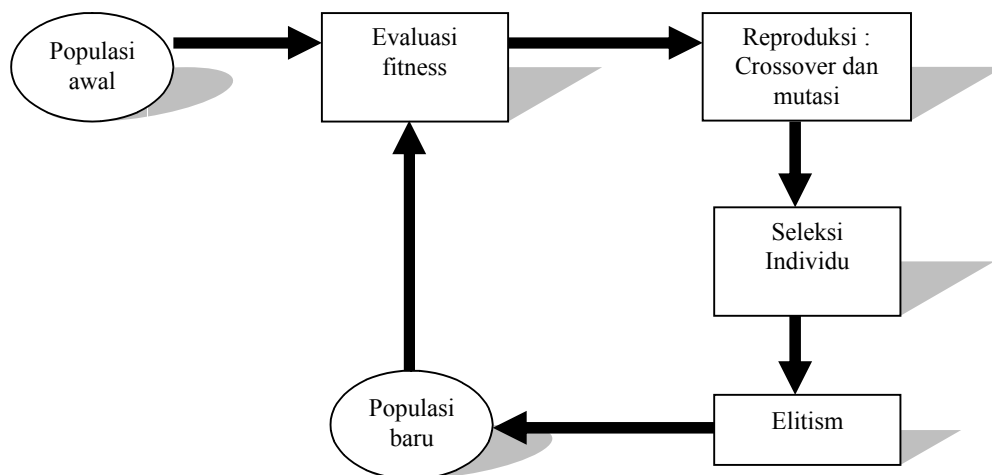 Populasi
awal
Evaluasi
fitness
Reproduksi :
Crossover dan
mutasi
Seleksi
Individu
Elitism
Populasi
baru